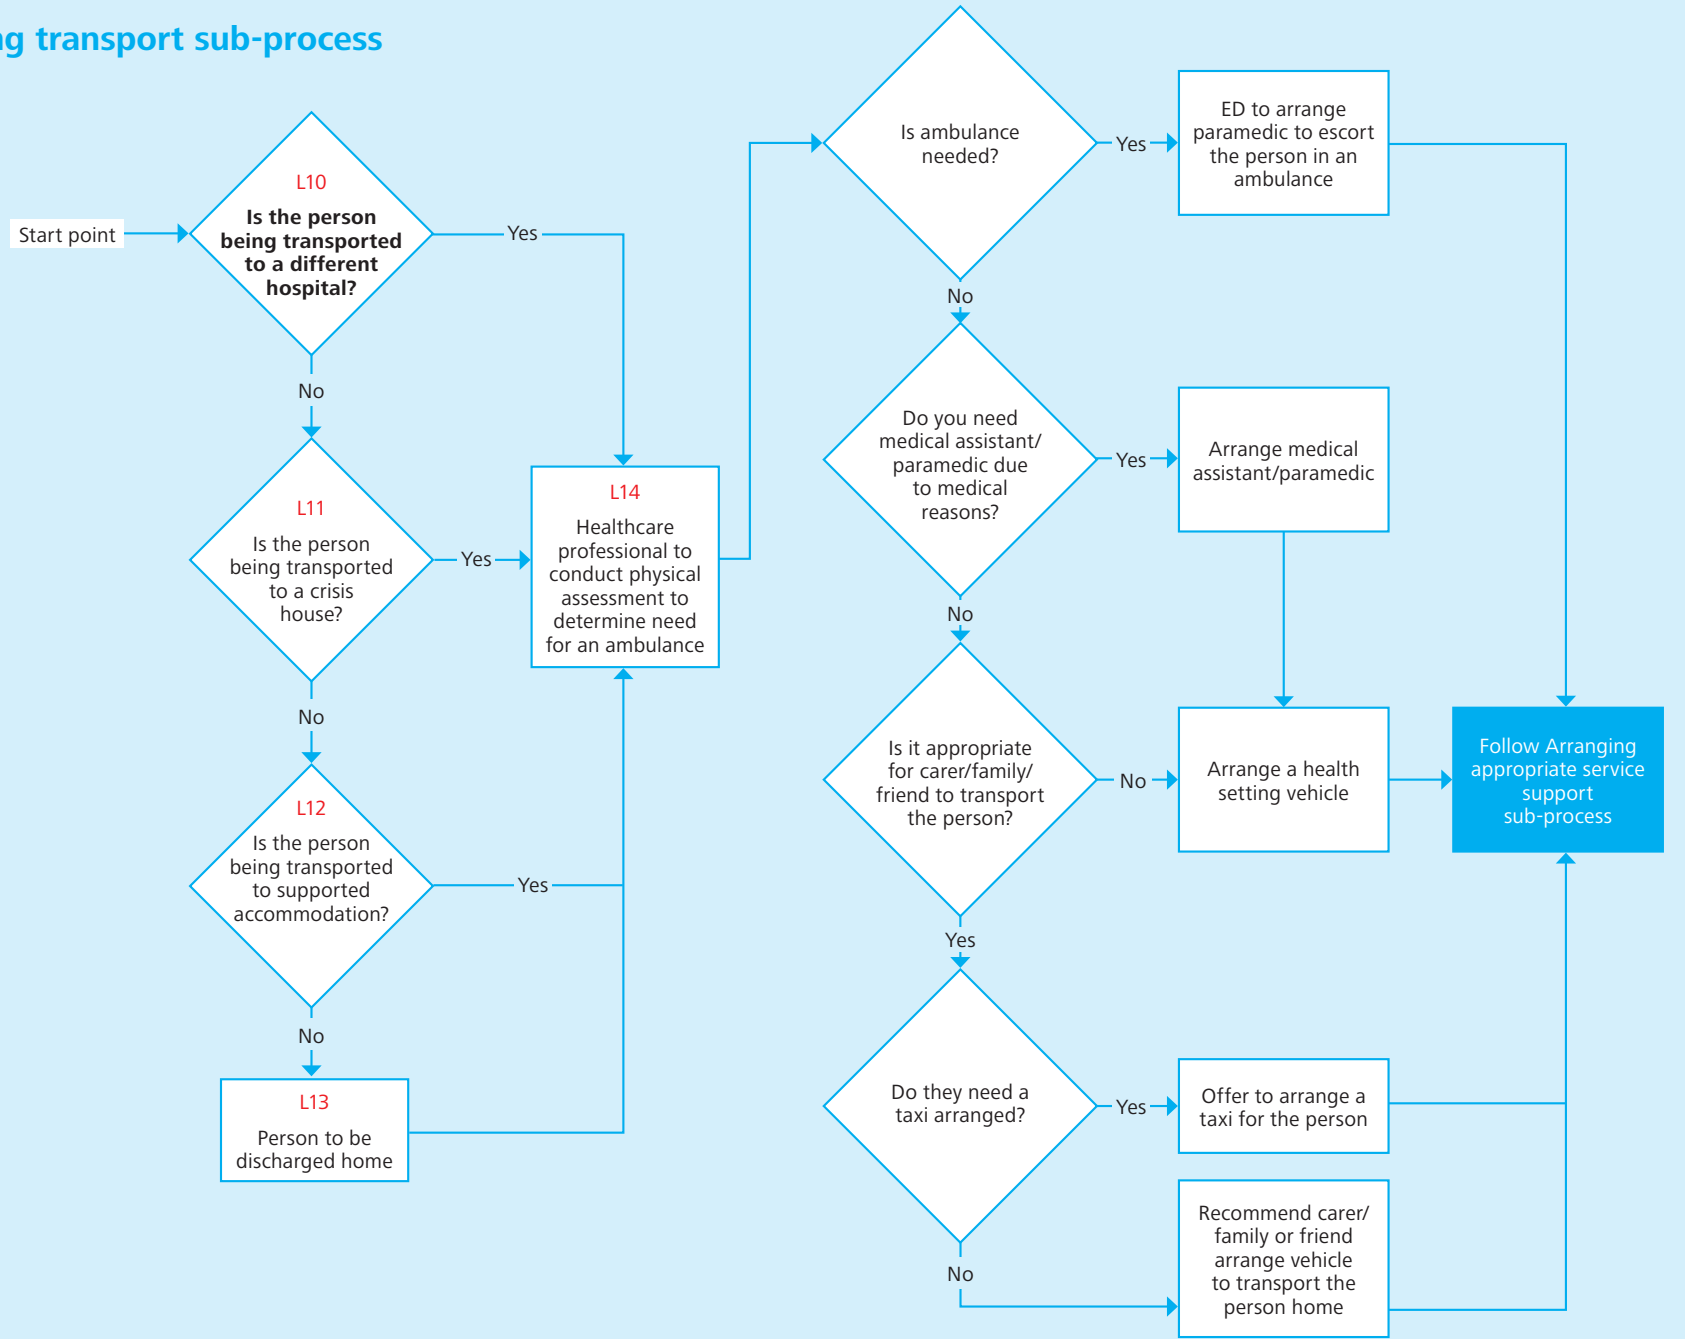 ng transport sub-process
Start point
L10
Is the person
being transported
to a different
hospital?
Yes
No
L11
Is the person
being transported
to a crisis
house?
Yes
No
L12
Is the person
being transported
to supported
accommodation?
Yes
No
L13
Person to be
discharged home
L14
Healthcare
professional to
conduct physical
assessment to
determine need
for an ambulance
Is ambulance
needed?
Yes
ED to arrange
paramedic to escort
the person in an
ambulance
No
Do you need
medical assistant/
paramedic due
to medical
reasons?
Yes
Arrange medical
assistant/paramedic
No
Is it appropriate
for carer/family/
friend to transport
the person?
No
Arrange a health
setting vehicle
Follow Arranging
appropriate service
support
sub-process
Yes
Do they need a
taxi arranged?
Yes
Offer to arrange a
taxi for the person
No
Recommend carer/
family or friend
arrange vehicle
to transport the
person home